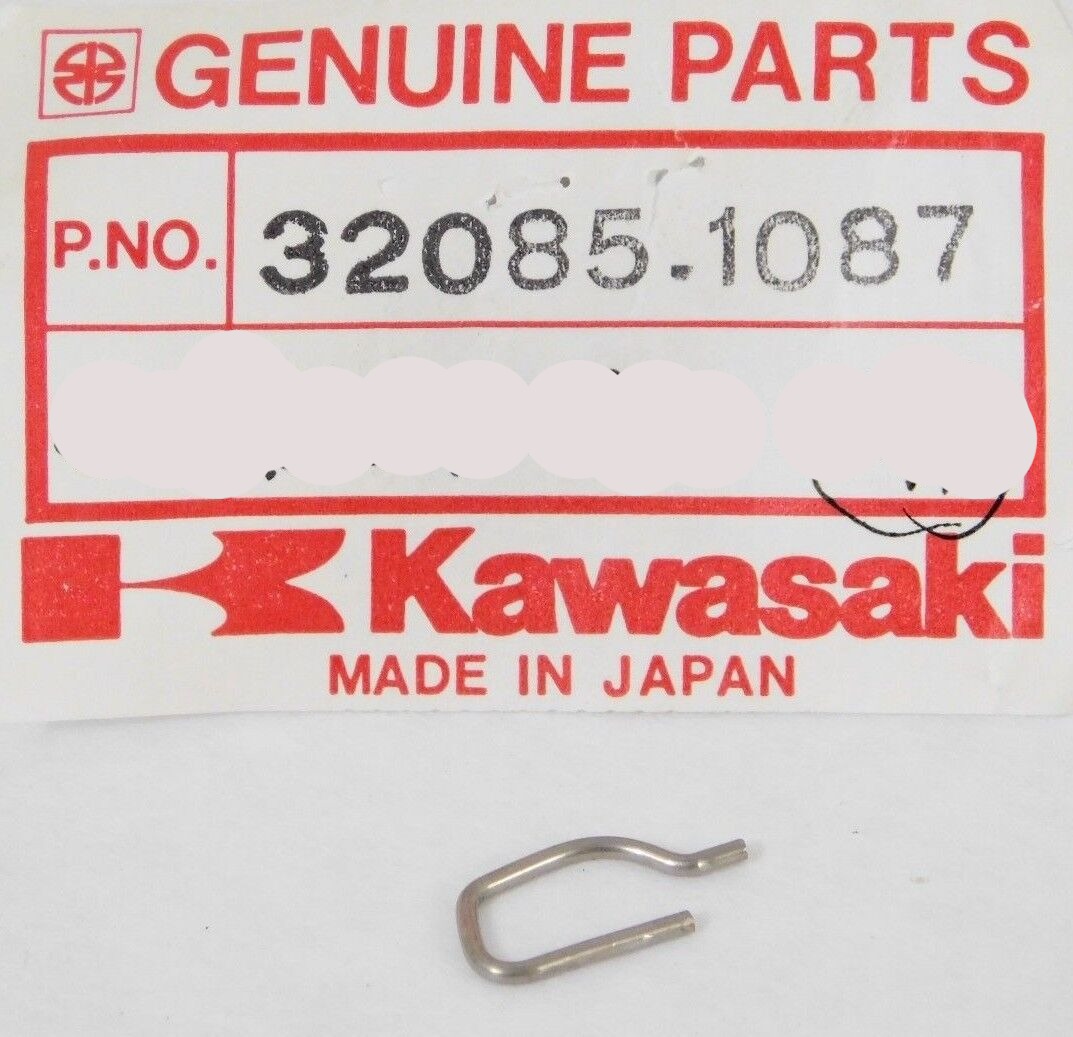 GENUINE PARTS
P.NO. 32085.1087
Kawasaki
MADE IN JAPAN